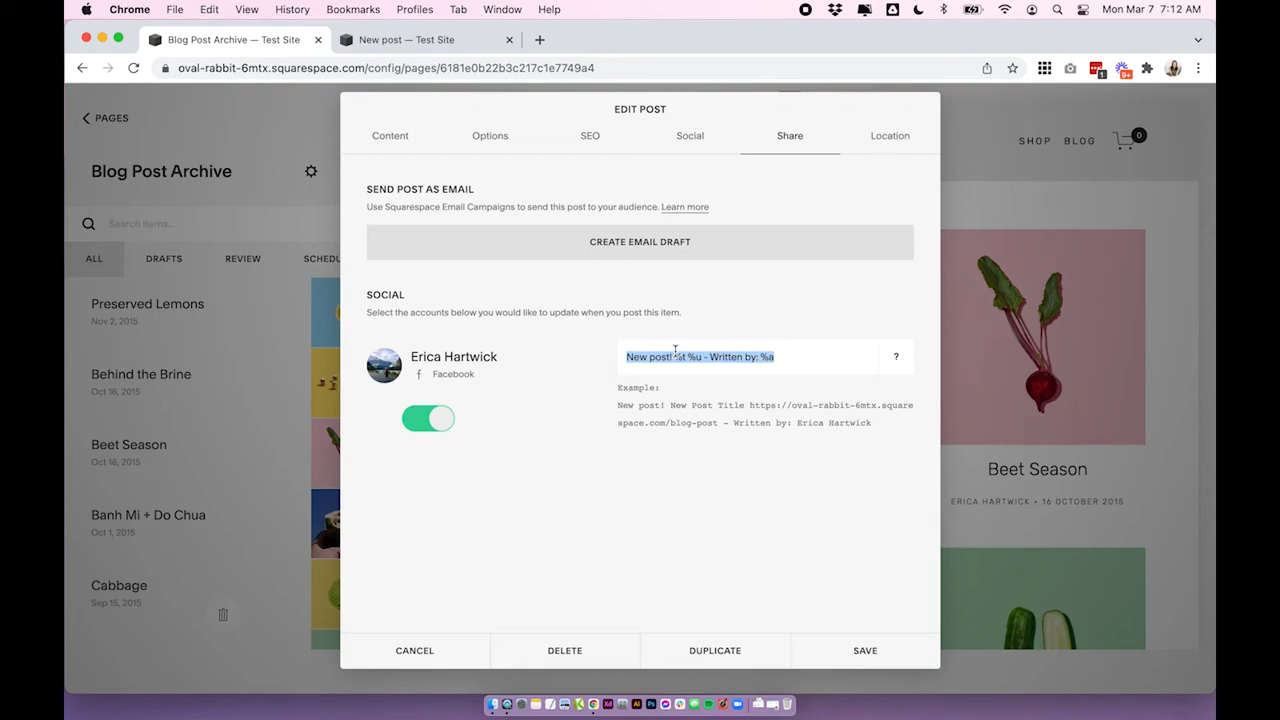 Chrome File Edit View History Bookmarks Profiles Tab Window Help
Mon Mar 7 7:12 AM
Blog Post Archive — Test Site
New post — Test Site
oval-rabbit-6mtx.squarespace.com/config/pages/6181e0b22b3c217c1e7749a4
1
9+
PAGES
Blog Post Archive
Search items...
ALL DRAFTS REVIEW SCHEDU
Preserved Lemons
Nov 2, 2015
Behind the Brine
Oct 16, 2015
Beet Season
Oct 16, 2015
Banh Mi + Do Chua
Oct 1, 2015
Cabbage
Sep 15, 2015
EDIT POST
Content Options SEO Social Share Location
SEND POST AS EMAIL
Use Squarespace Email Campaigns to send this post to your audience. Learn more
CREATE EMAIL DRAFT
SOCIAL
Select the accounts below you would like to update when you post this item.
Erica Hartwick
Facebook
New post! %t %u - Written by: %a
?
Example:
New post! New Post Title https://oval-rabbit-6mtx.square
space.com/blog-post - Written by: Erica Hartwick
CANCEL DELETE DUPLICATE SAVE
SHOP BLOG 0
Beet Season
ERICA HARTWICK • 16 OCTOBER 2015